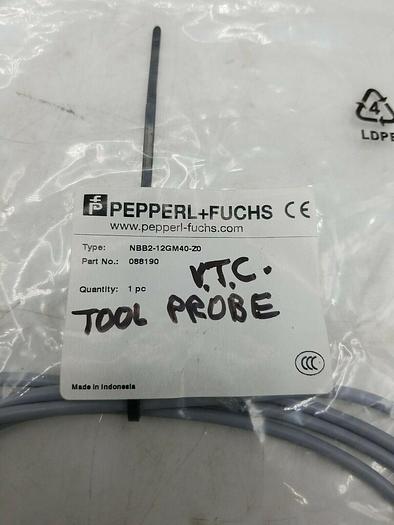 4
LDPE
PEPPERL+FUCHS CE
www.pepperl-fuchs.com
Type: NBB2-12GM40-Z0
Part No.: 088190
V.T.C.
Quantity: 1 pc
TOOL PROBE
CCC
Made in Indonesia